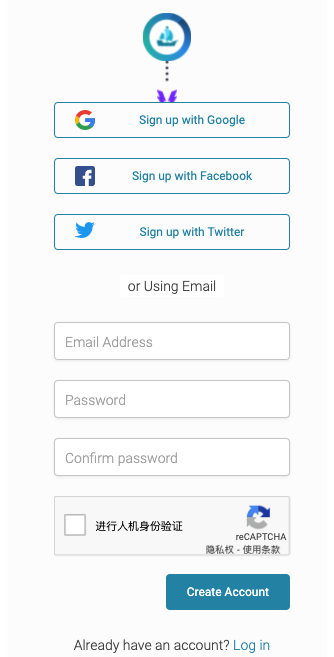 Sign up with Google
Sign up with Facebook
Sign up with Twitter
or Using Email
Email Address
Password
Confirm password
进行人机身份验证
reCAPTCHA
隐私权 - 使用条款
Create Account
Already have an account? Log in